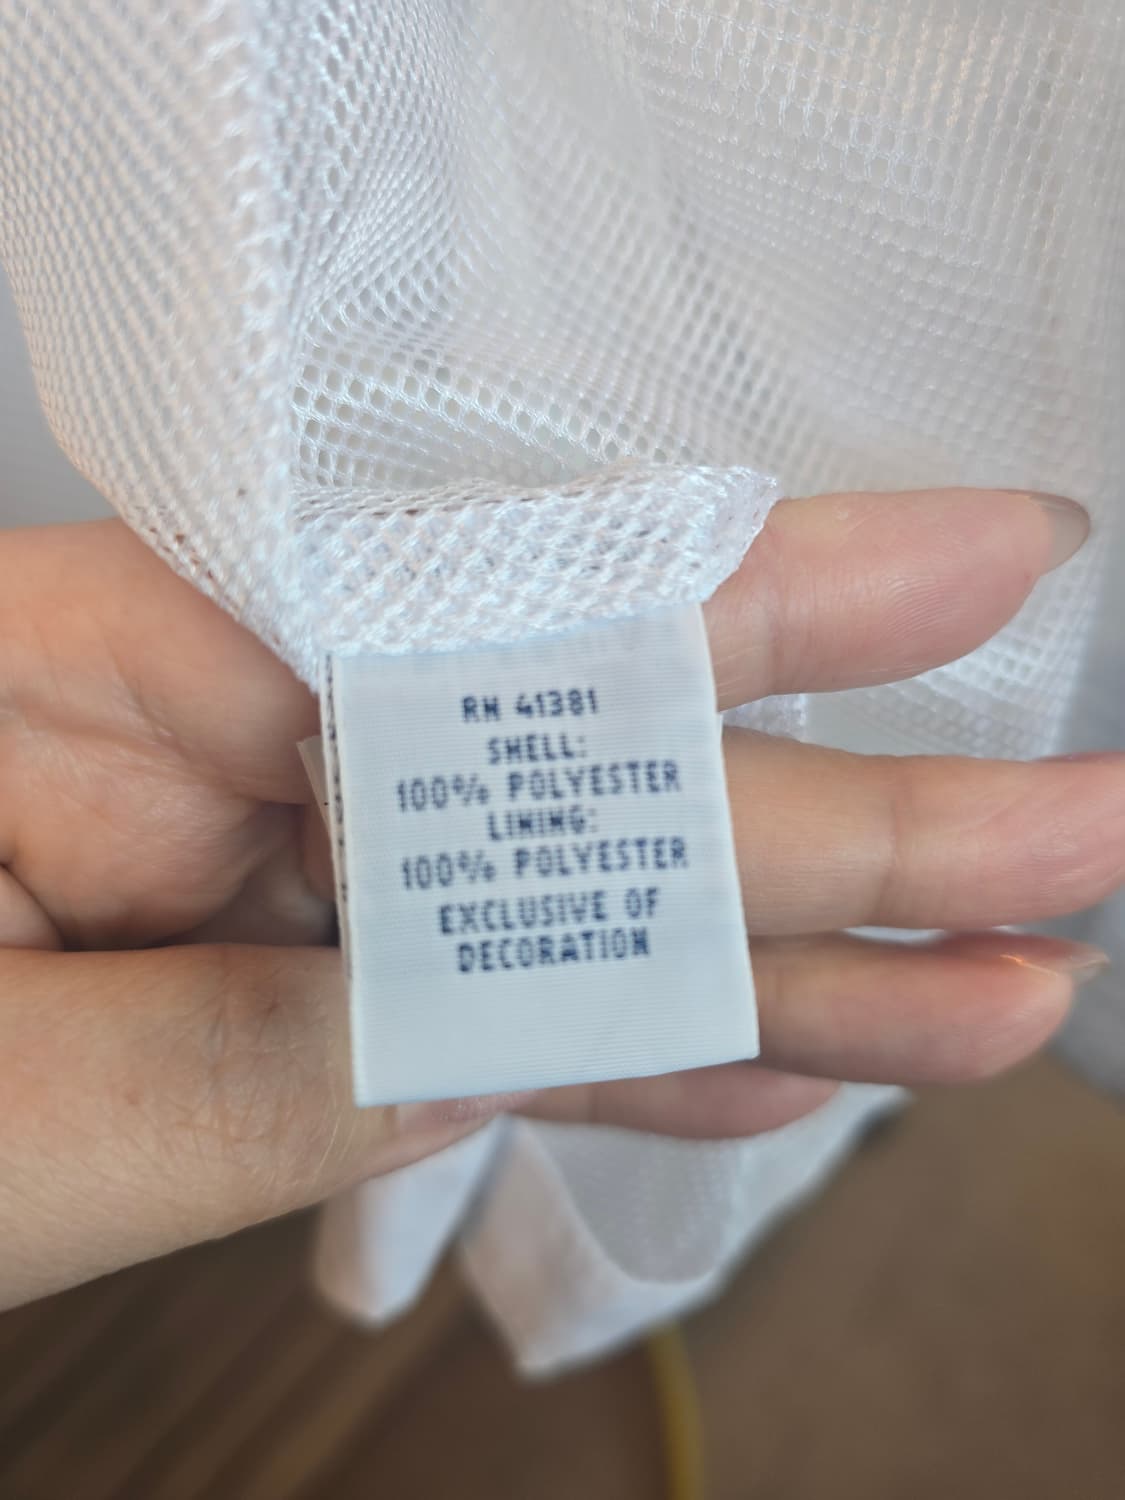 RN 41381
SHELL:
100% POLYESTER
LINING:
100% POLYESTER
EXCLUSIVE OF
DECORATION